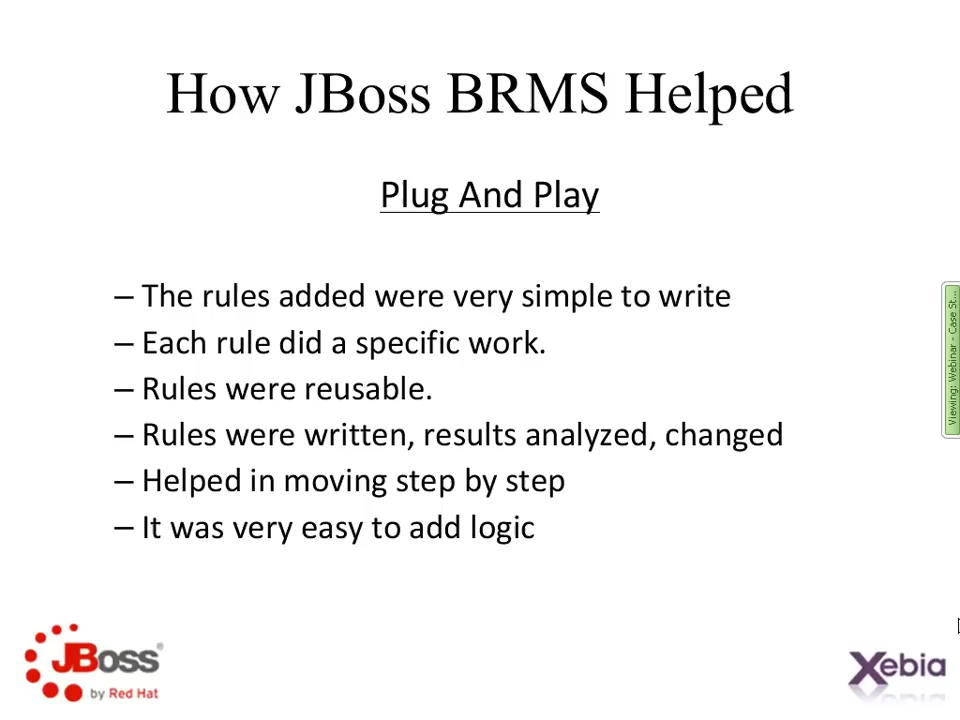 How JBoss BRMS Helped
Plug And Play
– The rules added were very simple to write
– Each rule did a specific work.
– Rules were reusable.
– Rules were written, results analyzed, changed
– Helped in moving step by step
– It was very easy to add logic
Viewing: Webinar - Case St...
JBoss®
by Red Hat
Xebia